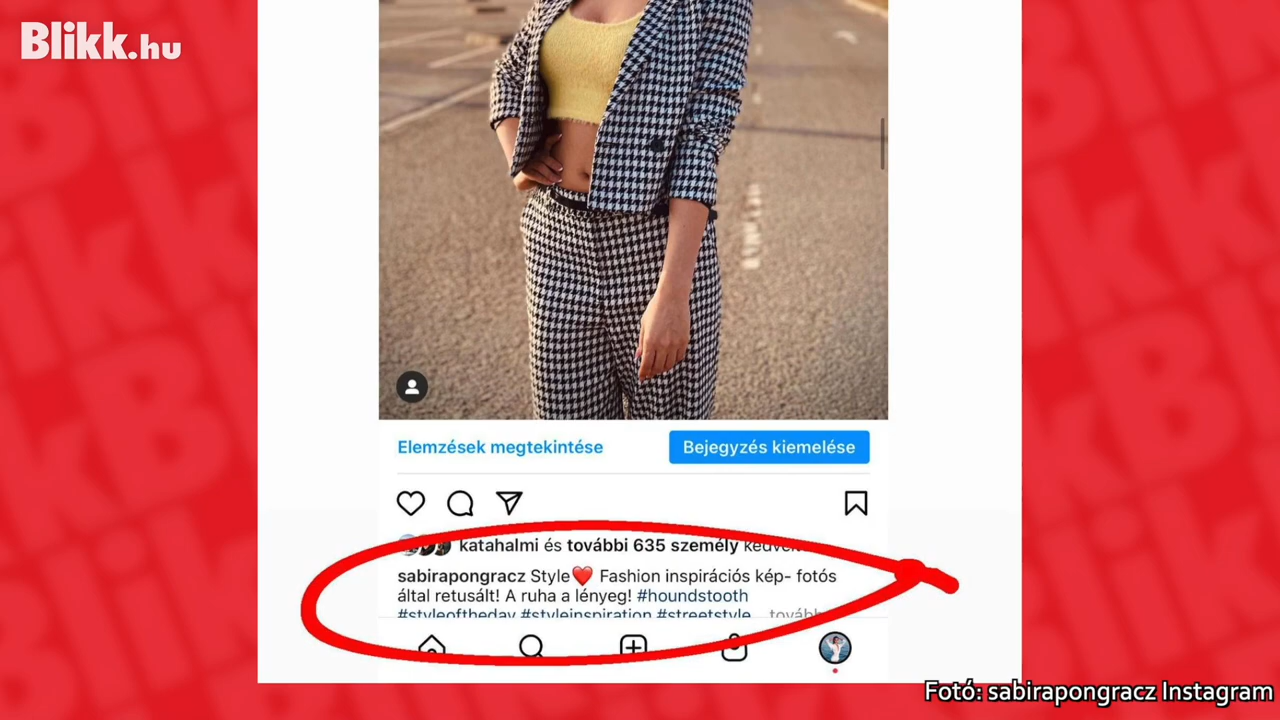 Blikk.hu
Elemzések megtekintése
Bejegyzés kiemelése
katahalmi és további 635 személy kedveli
sabirapongracz Style❤️ Fashion inspirációs kép- fotós
által retusált! A ruha a lényeg! #houndstooth
#styleoftheday #styleinspiration #streetstyle
Fotó: sabirapongracz Instagram